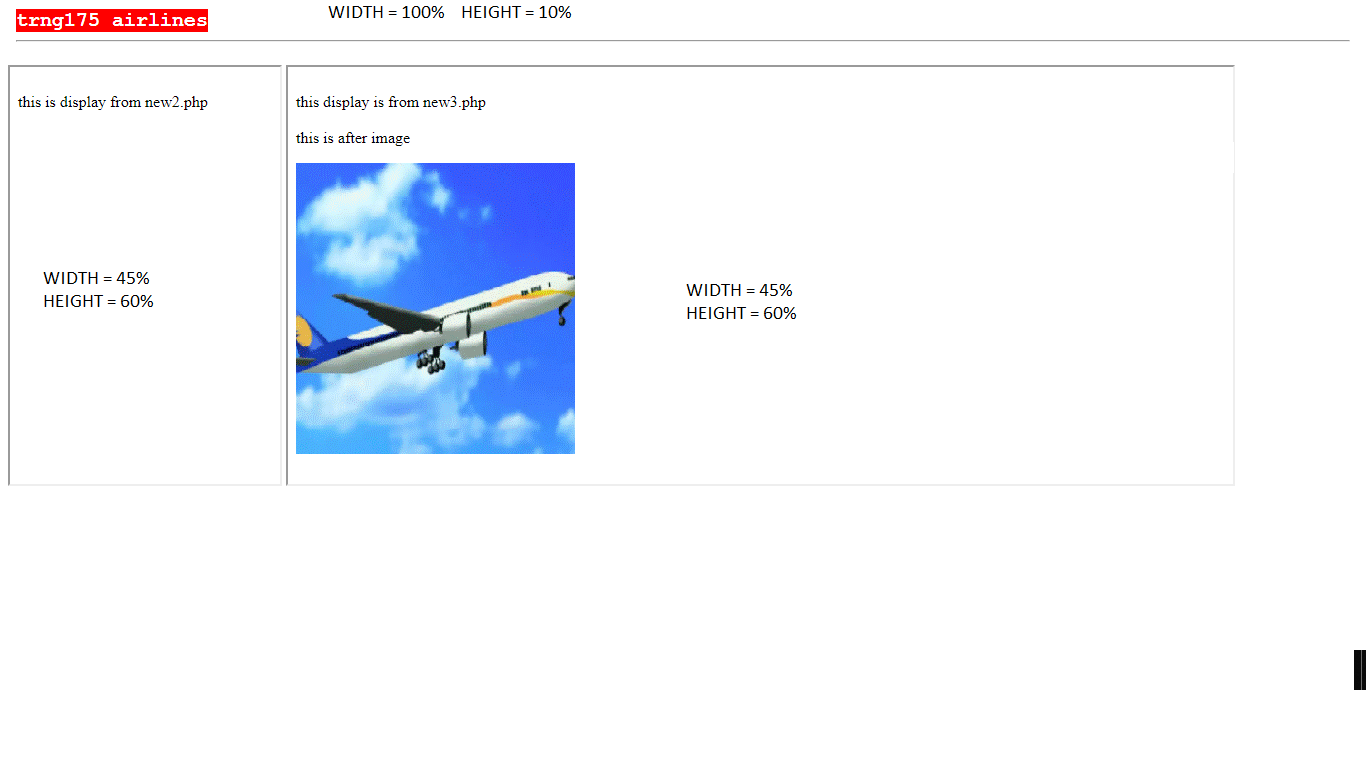 trng175 airlines
WIDTH = 100% HEIGHT = 10%
this is display from new2.php
WIDTH = 45%
HEIGHT = 60%
this display is from new3.php
this is after image
WIDTH = 45%
HEIGHT = 60%